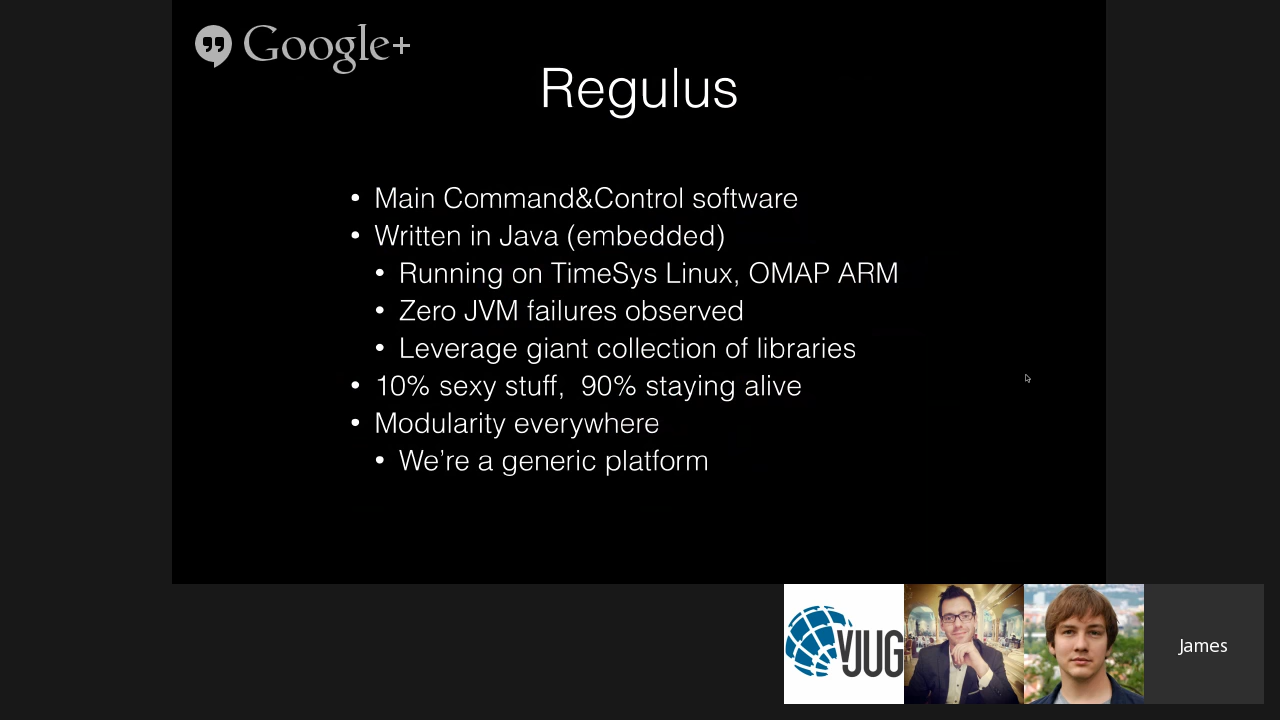 Google+
Regulus
• Main Command&Control software
• Written in Java (embedded)
• Running on TimeSys Linux, OMAP ARM
• Zero JVM failures observed
• Leverage giant collection of libraries
• 10% sexy stuff,  90% staying alive
• Modularity everywhere
• We're a generic platform
vJUG
James